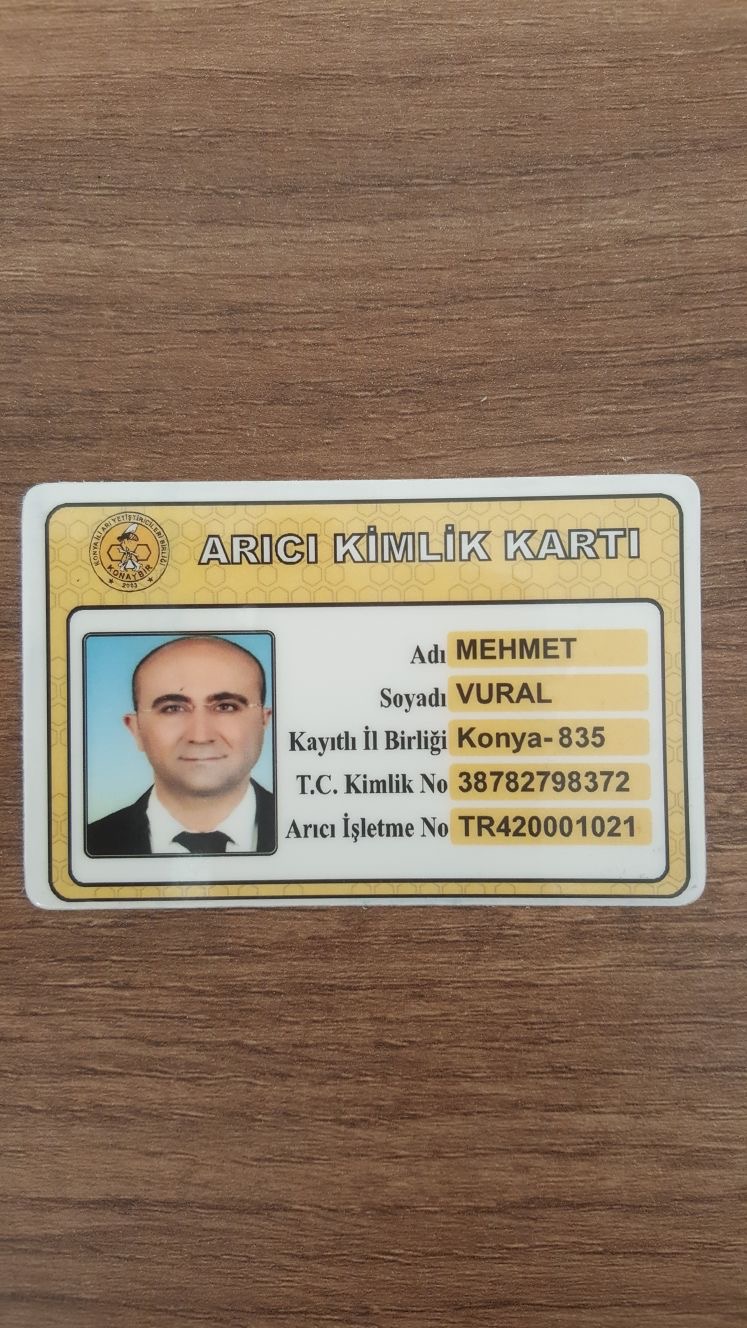 KONYA İLİ ARI YETİŞTİRİCİLERİ BİRLİĞİ
KONAYBİR
2003
ARICI KİMLİK KARTI
Adı MEHMET
Soyadı VURAL
Kayıtlı İl Birliği Konya-835
T.C. Kimlik No 38782798372
Arıcı İşletme No TR420001021